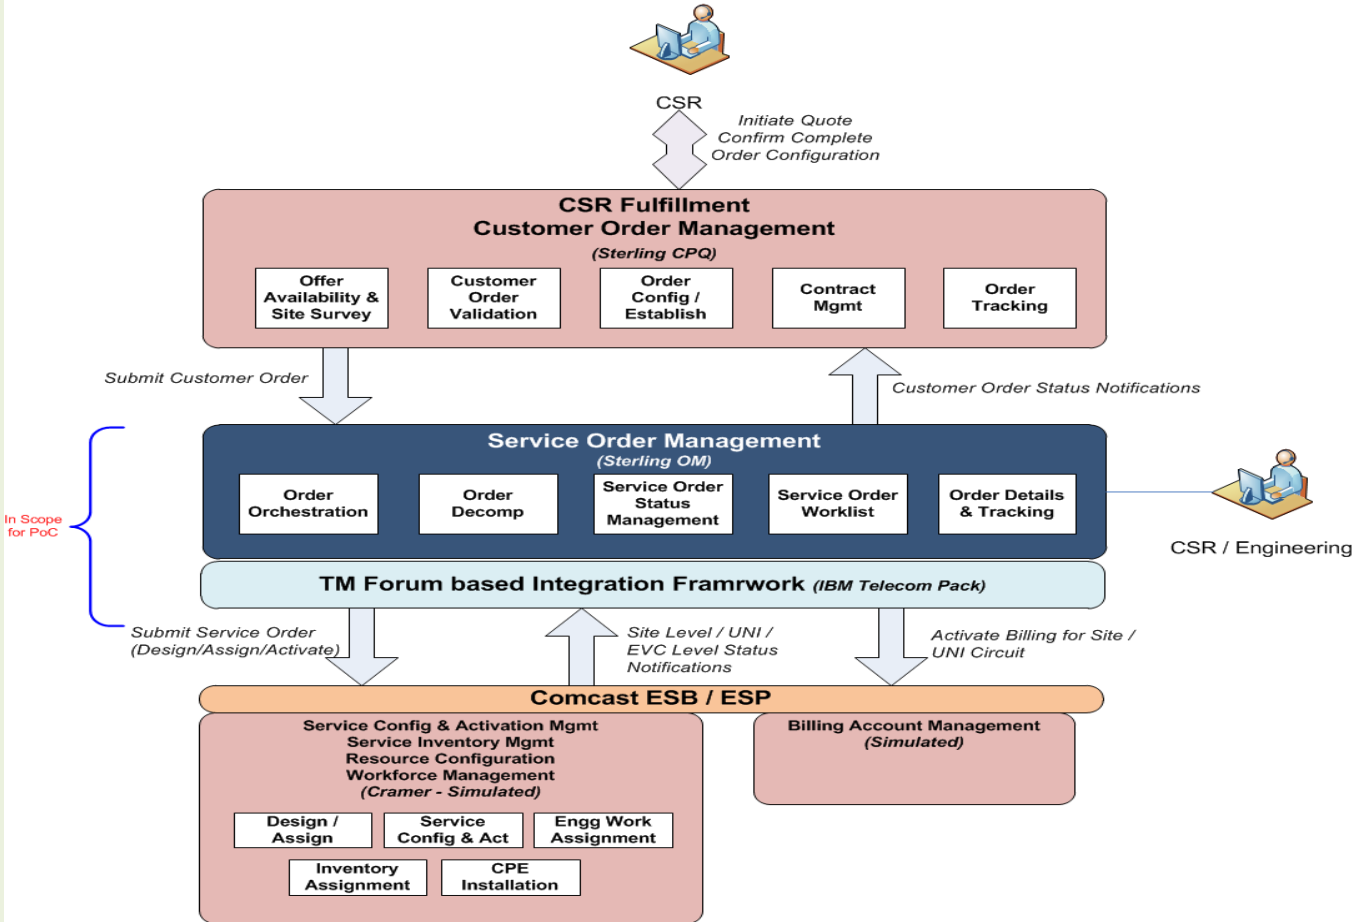 CSR
Initiate Quote
Confirm Complete
Order Configuration
CSR Fulfillment
Customer Order Management
(Sterling CPQ)
Offer
Availability &
Site Survey
Customer
Order
Validation
Order
Config /
Establish
Contract
Mgmt
Order
Tracking
Submit Customer Order
Customer Order Status Notifications
In Scope
for PoC
Service Order Management
(Sterling OM)
Order
Orchestration
Order
Decomp
Service Order
Status
Management
Service Order
Worklist
Order Details
& Tracking
CSR / Engineering
TM Forum based Integration Framrwork (IBM Telecom Pack)
Submit Service Order
(Design/Assign/Activate)
Site Level / UNI /
EVC Level Status
Notifications
Activate Billing for Site /
UNI Circuit
Comcast ESB / ESP
Service Config & Activation Mgmt
Service Inventory Mgmt
Resource Configuration
Workforce Management
(Cramer - Simulated)
Design /
Assign
Service
Config & Act
Engg Work
Assignment
Inventory
Assignment
CPE
Installation
Billing Account Management
(Simulated)